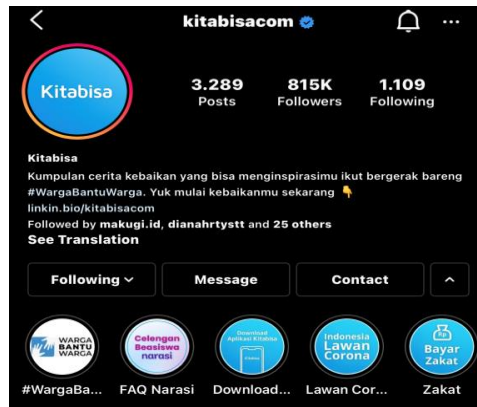 kitabisacom
Kitabisa
3.289 815K 1.109
Posts Followers Following
Kitabisa
Kumpulan cerita kebaikan yang bisa menginspirasimu ikut bergerak bareng
#WargaBantuWarga. Yuk mulai kebaikanmu sekarang 👇
linkin.bio/kitabisacom
Followed by makugi.id, dianahrtystt and 25 others
See Translation
Following Message Contact
WARGA
BANTU
WARGA
Celengan
Beasiswa
narasi
Download
Aplikasi Kitabisa
Indonesia
Lawan
Corona
Rp
Bayar
Zakat
#WargaBa... FAQ Narasi Download... Lawan Cor... Zakat